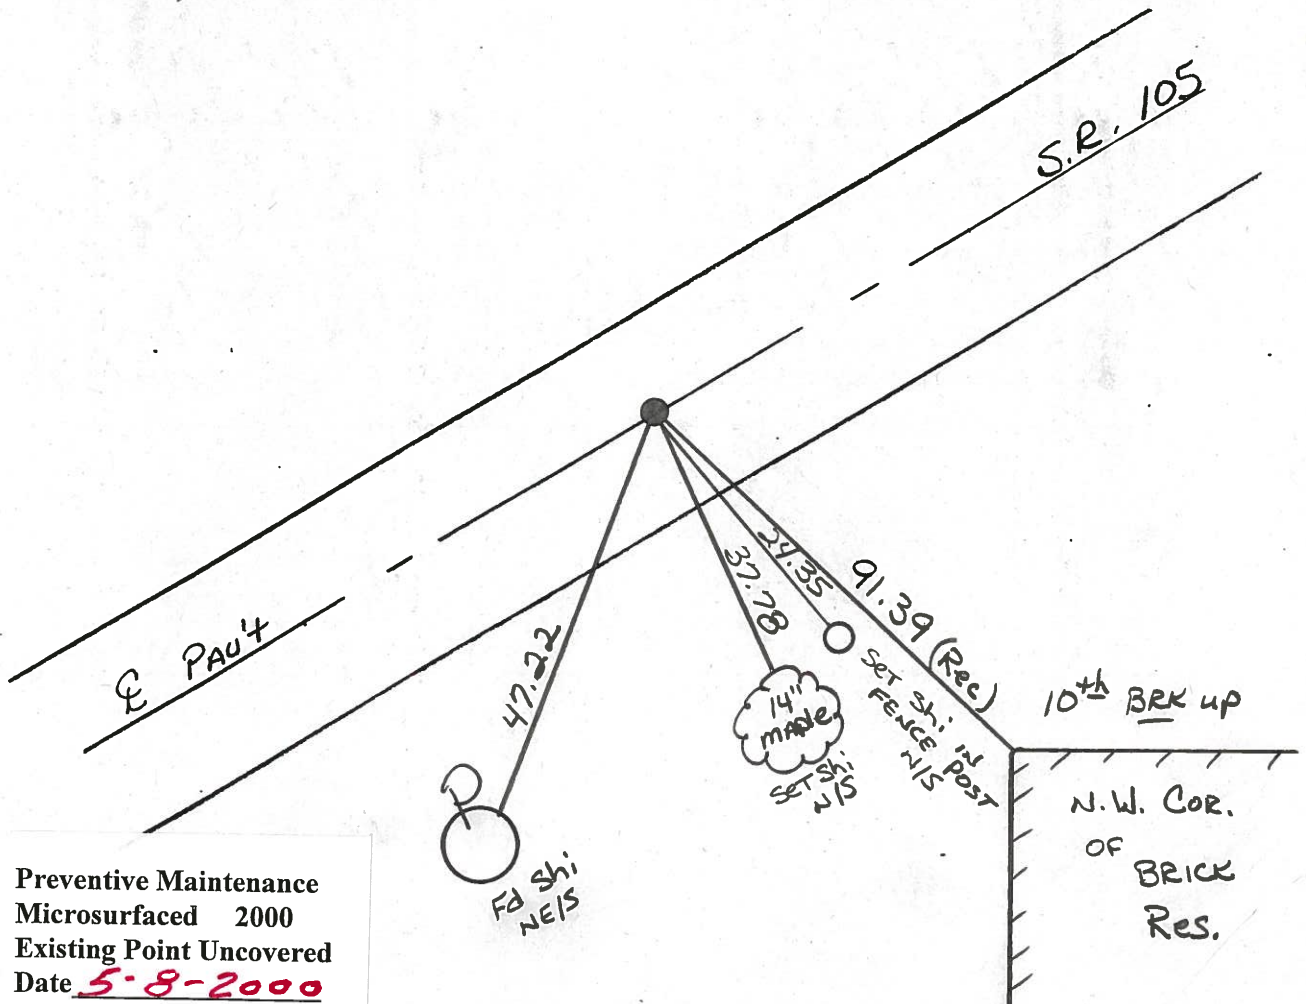 S.R. 105
℄ PAV'T
47.22
37.78
24.35
91.39 (Rec)
14"
MAPLE
SET Shi
N/S
SET Shi IN
FENCE POST
N/S
10th BRK up
N.W. COR.
OF
BRICK
Res.
Fd Shi
NE/S
Preventive Maintenance
Microsurfaced 2000
Existing Point Uncovered
Date 5-8-2000